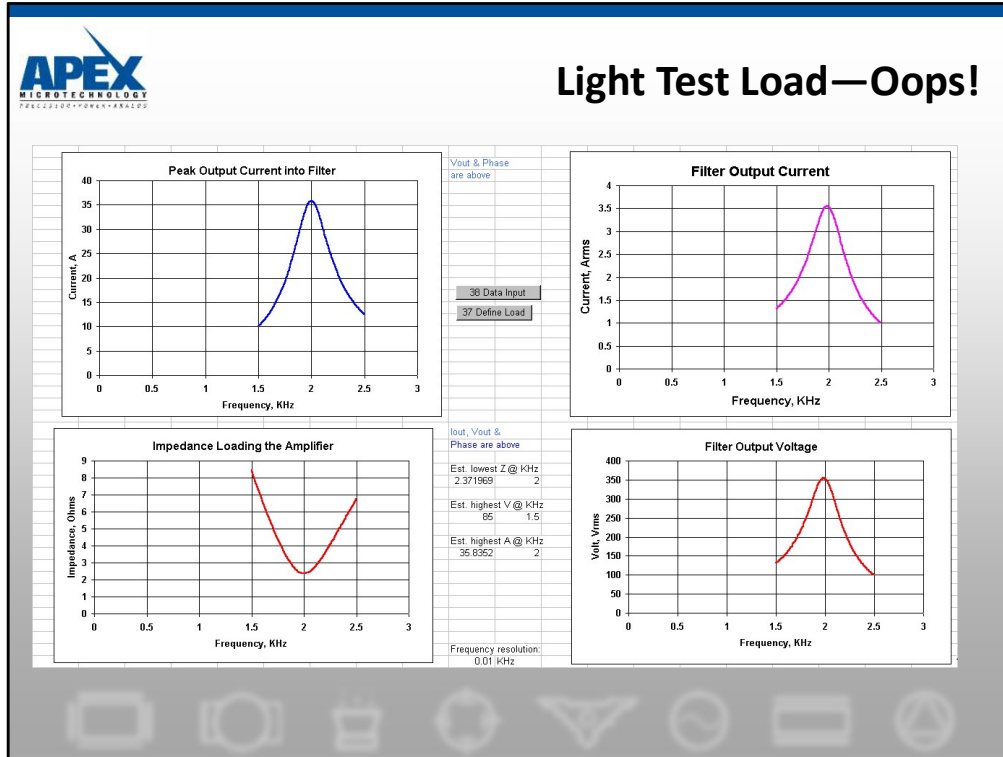 APEX
MICROTECHNOLOGY
PRECISION • POWER • ANALOG
Light Test Load—Oops!
Peak Output Current into Filter
Current, A
40
35
30
25
20
15
10
5
0
0 0.5 1 1.5 2 2.5 3
Frequency, KHz
Vout & Phase
are above
38 Data Input
37 Define Load
Filter Output Current
Current, Arms
4
3.5
3
2.5
2
1.5
1
0.5
0
0 0.5 1 1.5 2 2.5 3
Frequency, KHz
Impedance Loading the Amplifier
Impedance, Ohms
9
8
7
6
5
4
3
2
1
0
0 0.5 1 1.5 2 2.5 3
Frequency, KHz
Iout, Vout &
Phase are above
Est. lowest Z @ KHz
2.371969 2
Est. highest V @ KHz
85 1.5
Est. highest A @ KHz
35.8352 2
Frequency resolution:
0.01 KHz
Filter Output Voltage
Volt, Vrms
400
350
300
250
200
150
100
50
0
0 0.5 1 1.5 2 2.5 3
Frequency, KHz